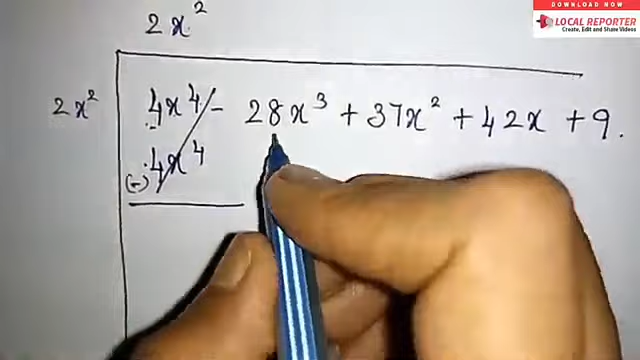 DOWNLOAD NOW
LOCAL REPORTER
Create, Edit and Share Videos
2x²
2x² 4x⁴ - 28x³ + 37x² + 42x + 9.
4x⁴
(-)